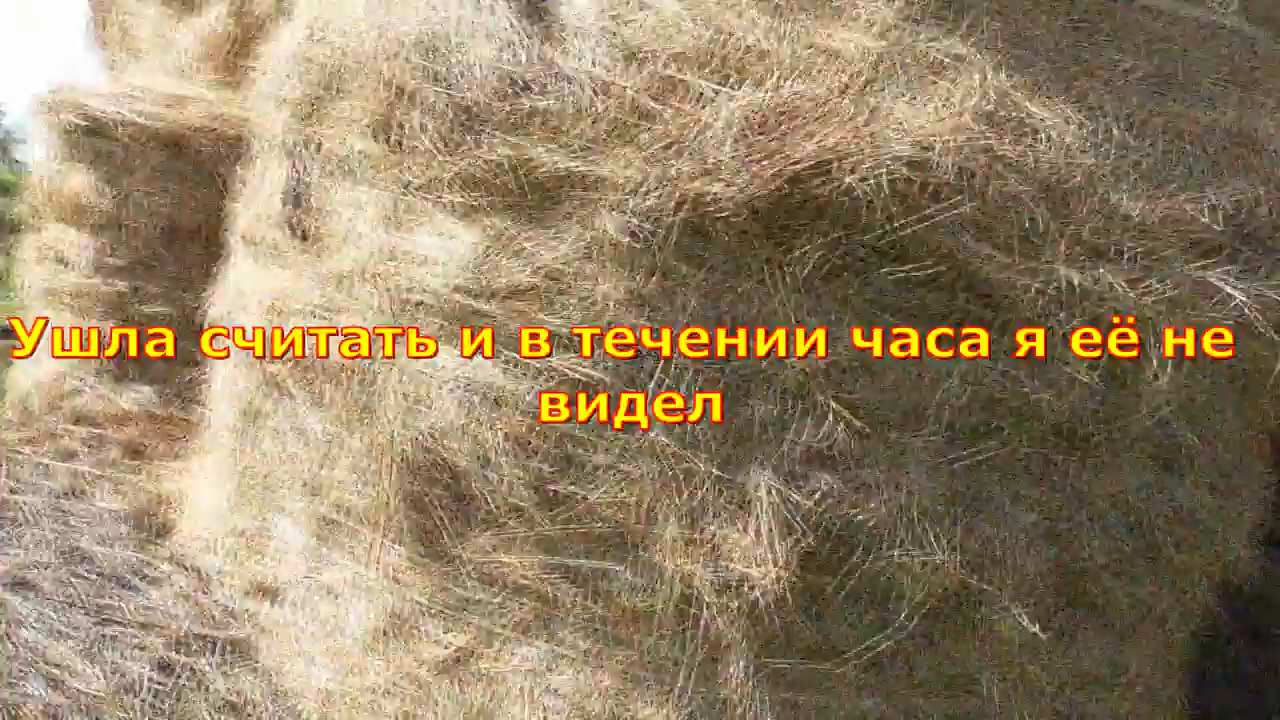 Ушла считать и в течении часа я её не
видел